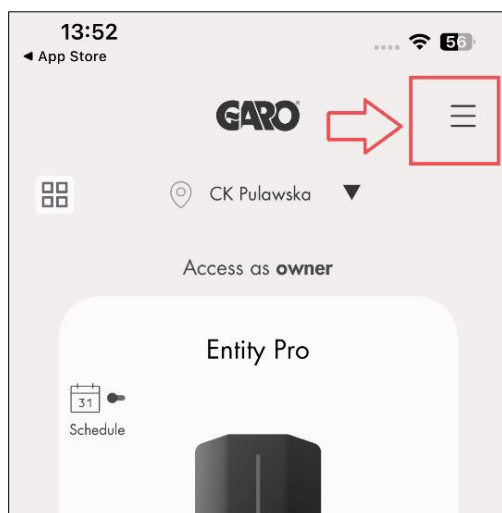 13:52
◀ App Store
56
GARO
CK Pulawska ▼
Access as owner
Entity Pro
31
Schedule